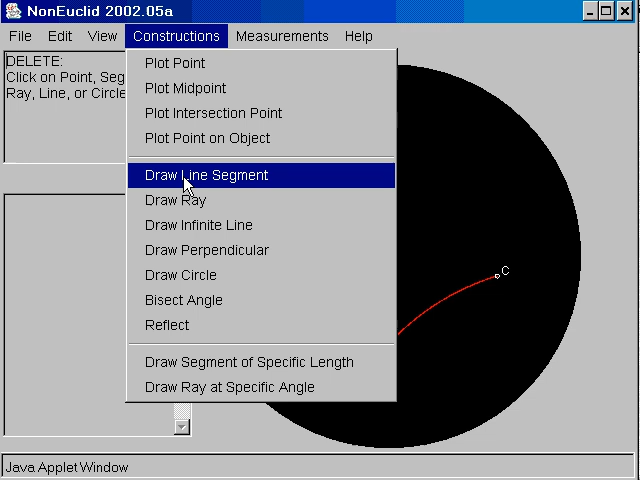 NonEuclid 2002.05a
File Edit View Constructions Measurements Help
DELETE:
Click on Point, Seg
Ray, Line, or Circle
Plot Point
Plot Midpoint
Plot Intersection Point
Plot Point on Object
Draw Line Segment
Draw Ray
Draw Infinite Line
Draw Perpendicular
Draw Circle
Bisect Angle
Reflect
Draw Segment of Specific Length
Draw Ray at Specific Angle
C
Java Applet Window